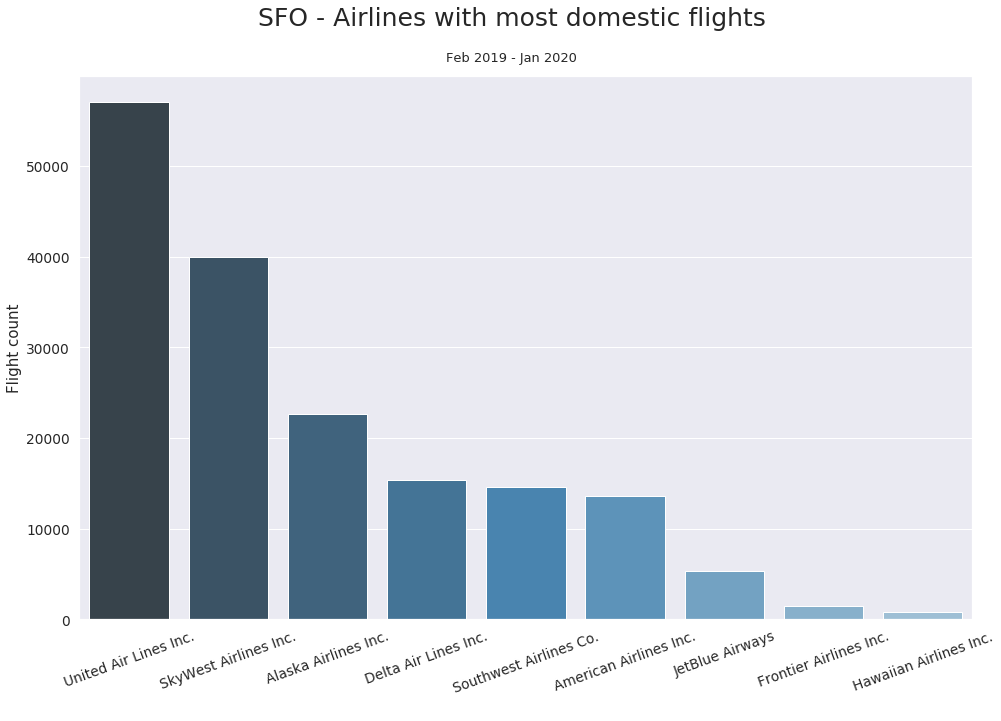 SFO - Airlines with most domestic flights
Feb 2019 - Jan 2020
Flight count
50000
40000
30000
20000
10000
0
United Air Lines Inc.
SkyWest Airlines Inc.
Alaska Airlines Inc.
Delta Air Lines Inc.
Southwest Airlines Co.
American Airlines Inc.
JetBlue Airways
Frontier Airlines Inc.
Hawaiian Airlines Inc.